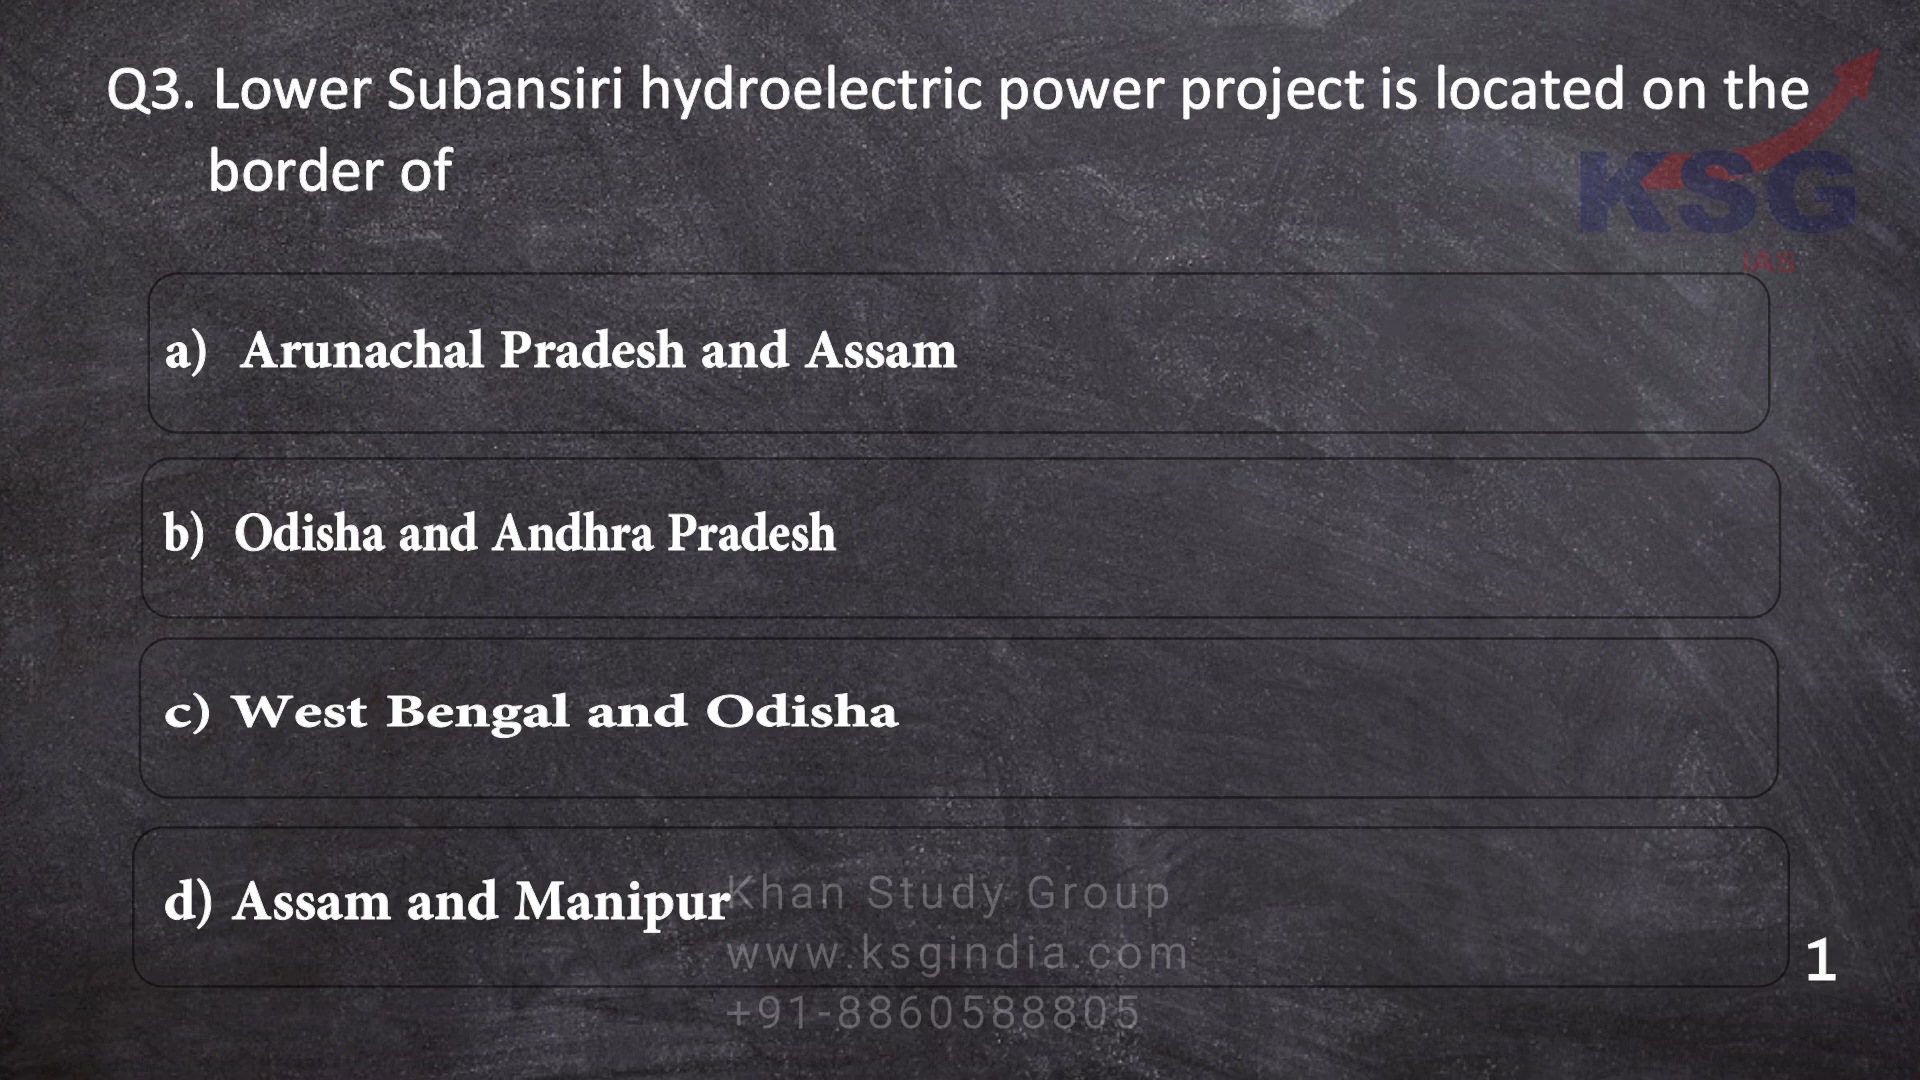 Q3. Lower Subansiri hydroelectric power project is located on the
border of
KSG
IAS
a) Arunachal Pradesh and Assam
b) Odisha and Andhra Pradesh
c) West Bengal and Odisha
d) Assam and Manipur
Khan Study Group
www.ksgindia.com
+91-8860588805
1